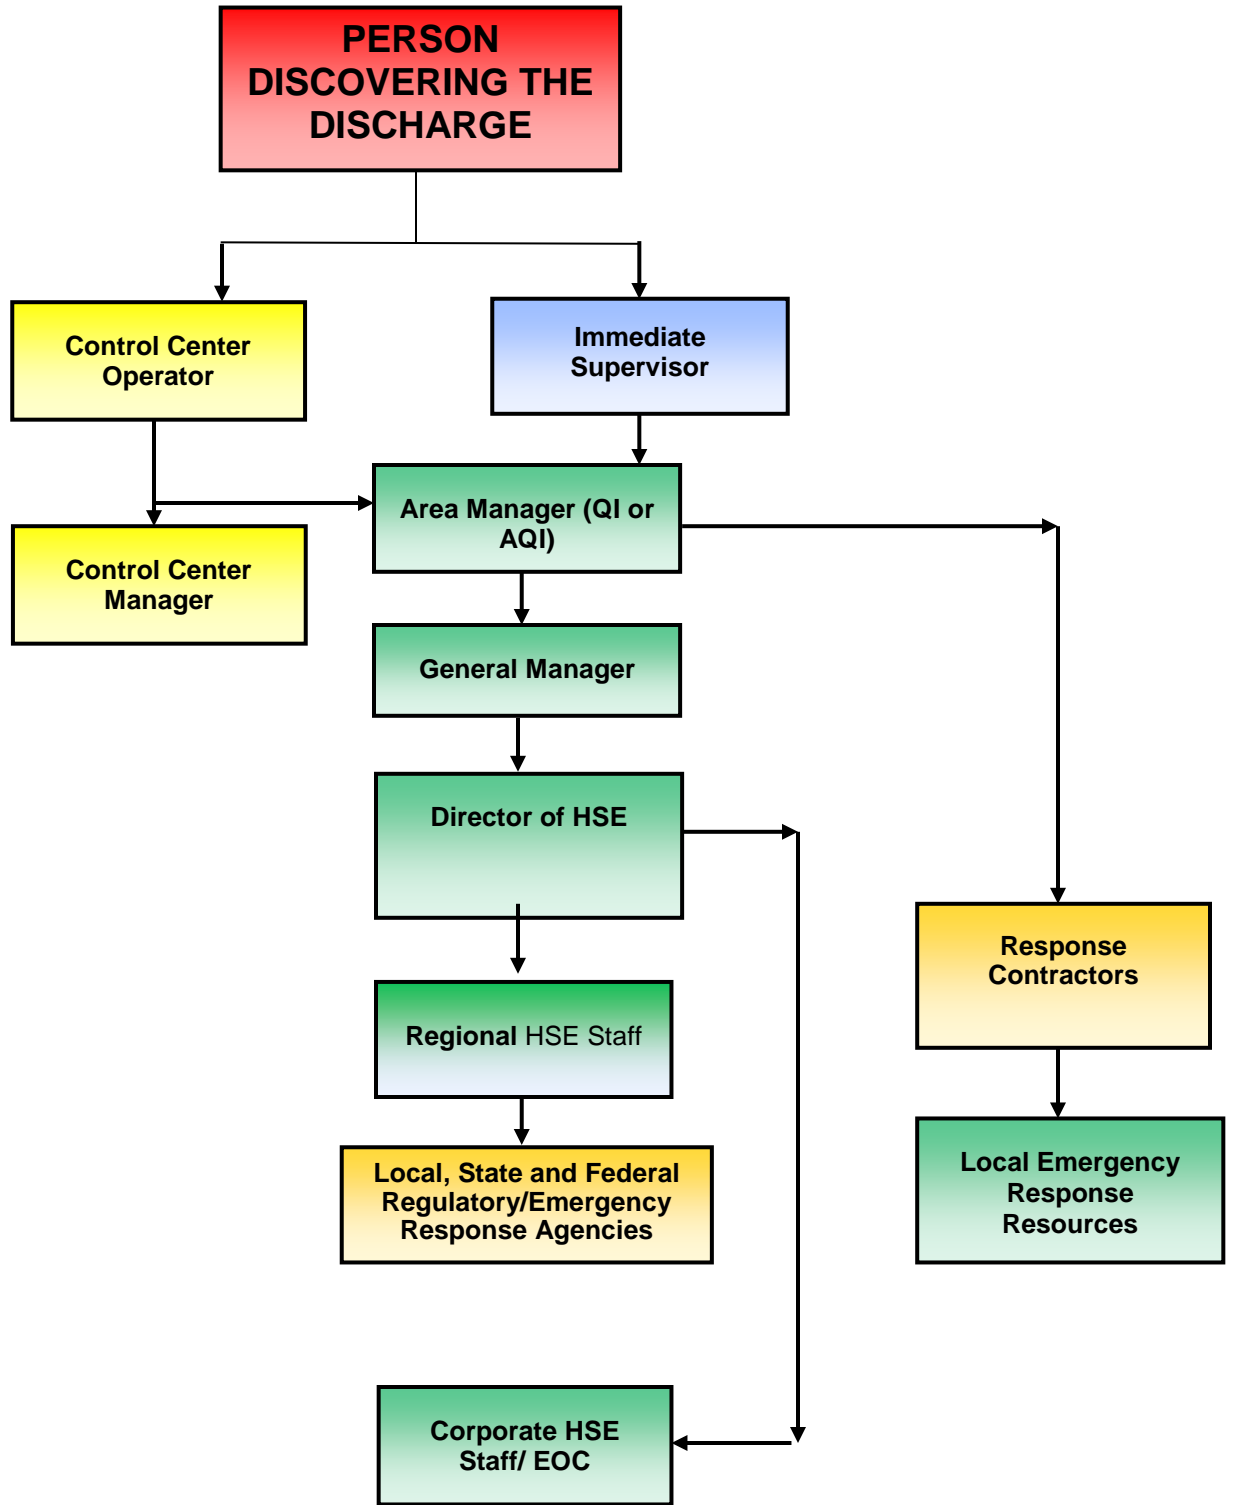 PERSON
DISCOVERING THE
DISCHARGE
Control Center
Operator
Immediate
Supervisor
Area Manager (QI or
AQI)
Control Center
Manager
General Manager
Director of HSE
Response
Contractors
Regional HSE Staff
Local Emergency
Response
Resources
Local, State and Federal
Regulatory/Emergency
Response Agencies
Corporate HSE
Staff/ EOC